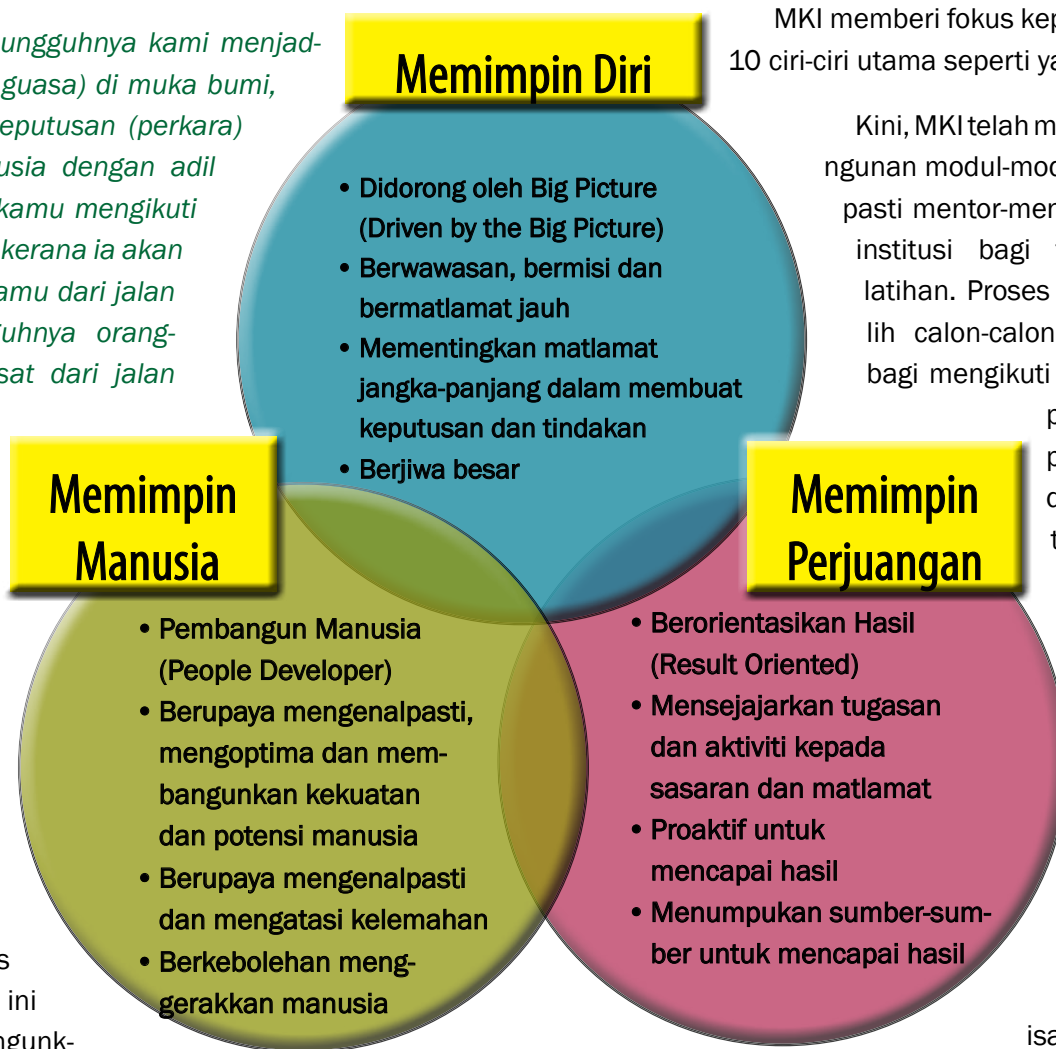 ungguhnya kami menjad-
guasa) di muka bumi,
eputusan (perkara)
usia dengan adil
kamu mengikuti
kerana ia akan
amu dari jalan
guhnya orang-
sat dari jalan
MKI memberi fokus kep
10 ciri-ciri utama seperti ya
Kini, MKI telah m
ngunan modul-mod
pasti mentor-men
institusi bagi
latihan. Proses
lih calon-calon
bagi mengikuti
p
p
t
Memimpin Diri
• Didorong oleh Big Picture
(Driven by the Big Picture)
• Berwawasan, bermisi dan
bermatlamat jauh
• Mementingkan matlamat
jangka-panjang dalam membuat
keputusan dan tindakan
• Berjiwa besar
Memimpin
Manusia
• Pembangun Manusia
(People Developer)
• Berupaya mengenalpasti,
mengoptima dan mem-
bangunkan kekuatan
dan potensi manusia
• Berupaya mengenalpasti
dan mengatasi kelemahan
• Berkebolehan meng-
gerakkan manusia
Memimpin
Perjuangan
• Berorientasikan Hasil
(Result Oriented)
• Mensejajarkan tugasan
dan aktiviti kepada
sasaran dan matlamat
• Proaktif untuk
mencapai hasil
• Menumpukan sumber-sum-
ber untuk mencapai hasil
s
ini
ngunk-
isa